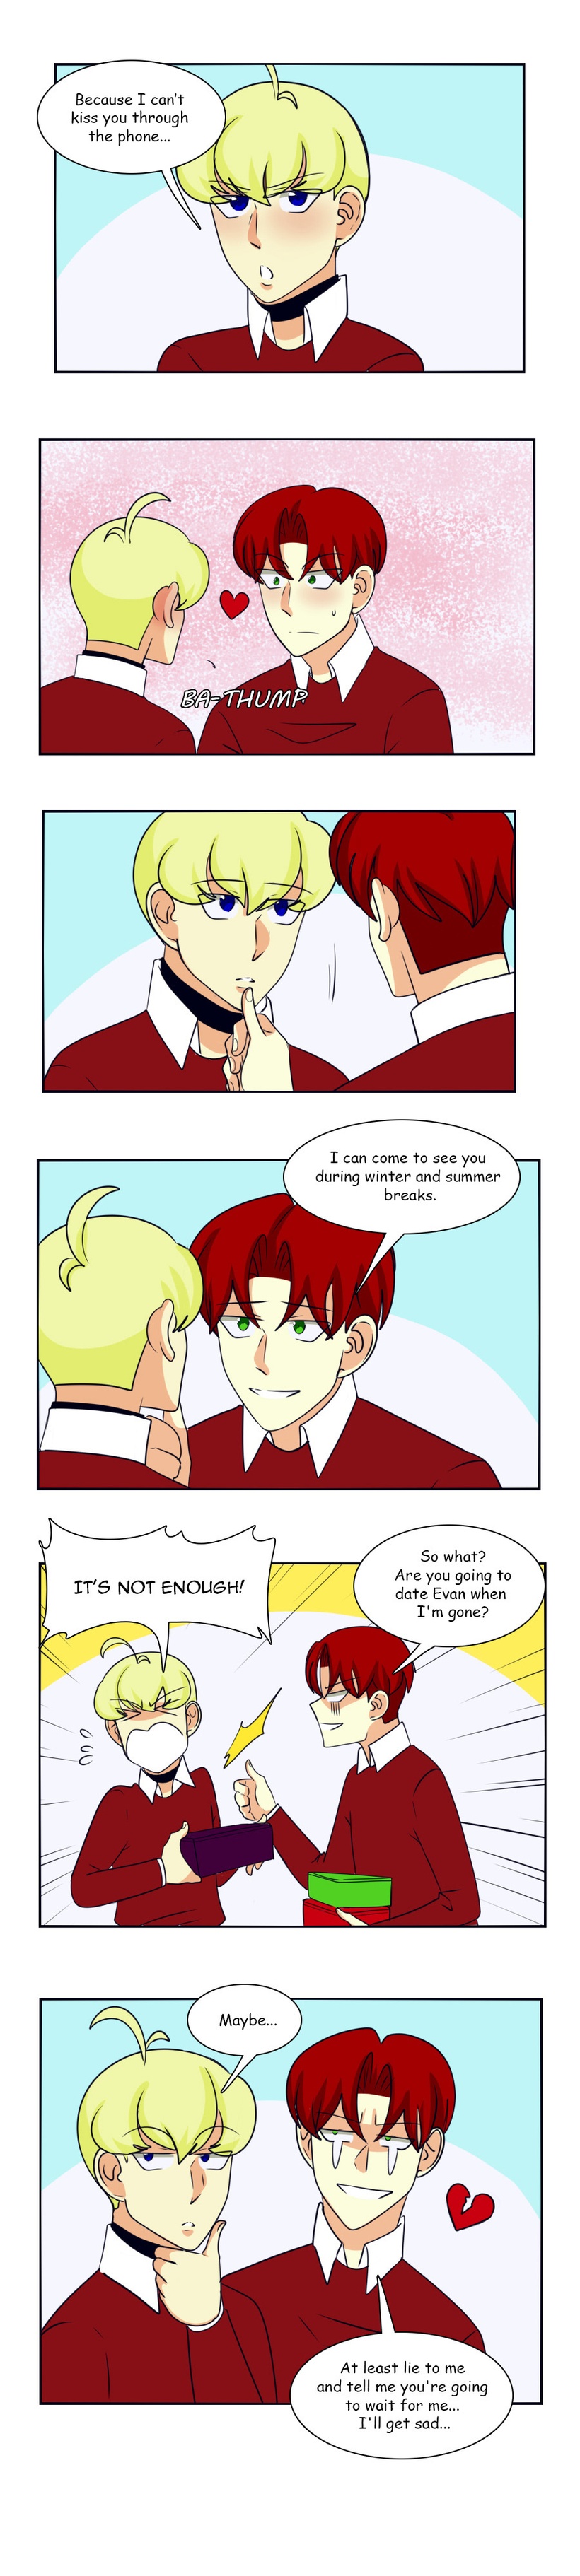 Because I can't
kiss you through
the phone...
BA-THUMP.
I can come to see you
during winter and summer
breaks.
IT'S NOT ENOUGH!
So what?
Are you going to
date Evan when
I'm gone?
Maybe...
At least lie to me
and tell me you're going
to wait for me...
I'll get sad...